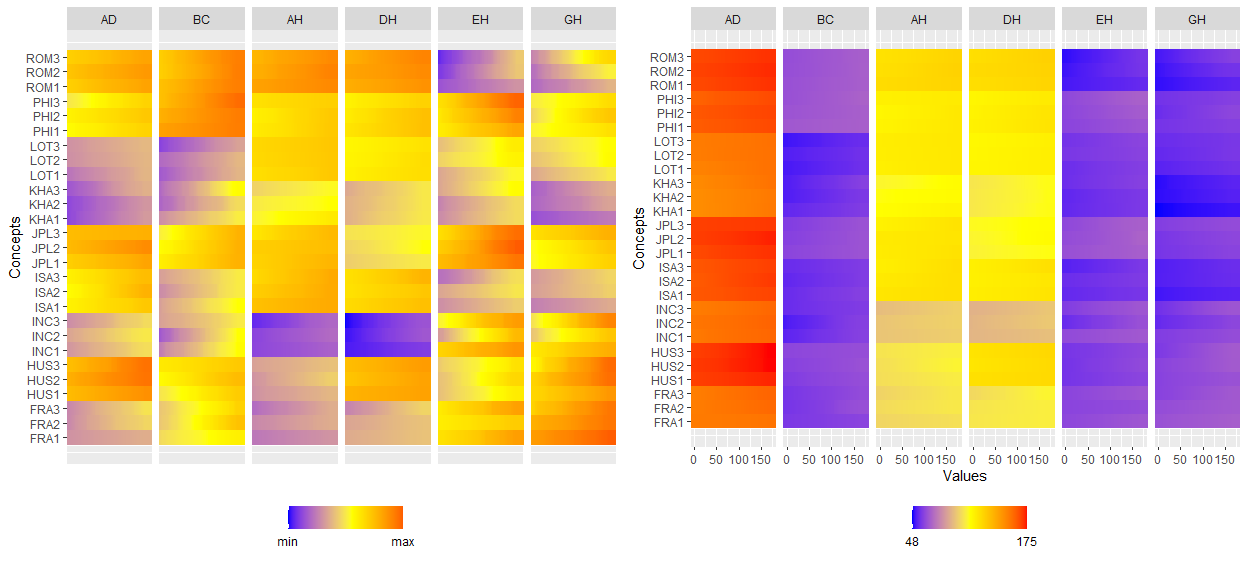 AD BC AH DH EH GH
Concepts
ROM3
ROM2
ROM1
PHI3
PHI2
PHI1
LOT3
LOT2
LOT1
KHA3
KHA2
KHA1
JPL3
JPL2
JPL1
ISA3
ISA2
ISA1
INC3
INC2
INC1
HUS3
HUS2
HUS1
FRA3
FRA2
FRA1
min max
AD BC AH DH EH GH
Concepts
ROM3
ROM2
ROM1
PHI3
PHI2
PHI1
LOT3
LOT2
LOT1
KHA3
KHA2
KHA1
JPL3
JPL2
JPL1
ISA3
ISA2
ISA1
INC3
INC2
INC1
HUS3
HUS2
HUS1
FRA3
FRA2
FRA1
0 50 100 150 0 50 100 150 0 50 100 150 0 50 100 150 0 50 100 150 0 50 100 150
Values
48 175